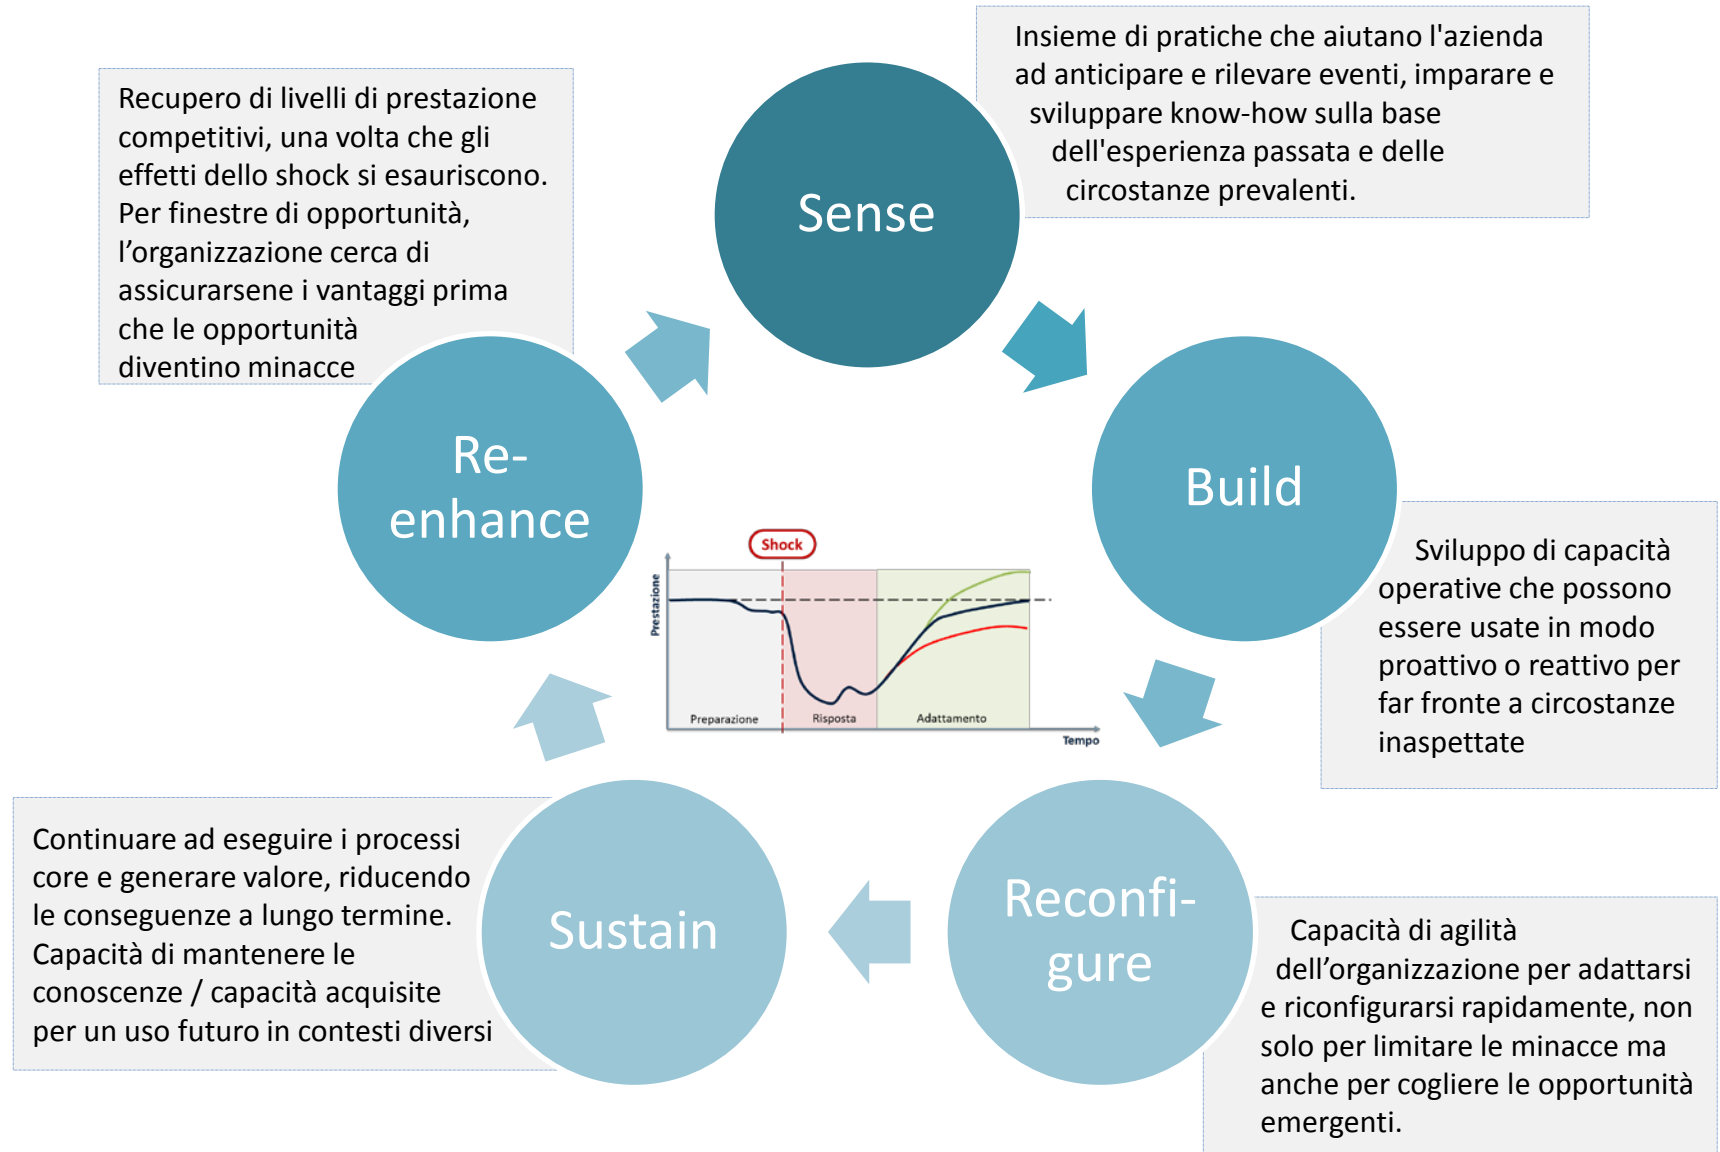 Insieme di pratiche che aiutano l'azienda
ad anticipare e rilevare eventi, imparare e
sviluppare know-how sulla base
dell'esperienza passata e delle
circostanze prevalenti.
Recupero di livelli di prestazione
competitivi, una volta che gli
effetti dello shock si esauriscono.
Per finestre di opportunità,
l’organizzazione cerca di
assicurarsene i vantaggi prima
che le opportunità
diventino minacce
Sense
Re-
enhance
Build
Shock
Prestazione
Preparazione
Risposta
Adattamento
Tempo
Sviluppo di capacità
operative che possono
essere usate in modo
proattivo o reattivo per
far fronte a circostanze
inaspettate
Continuare ad eseguire i processi
core e generare valore, riducendo
le conseguenze a lungo termine.
Capacità di mantenere le
conoscenze / capacità acquisite
per un uso futuro in contesti diversi
Sustain
Reconfi-
gure
Capacità di agilità
dell’organizzazione per adattarsi
e riconfigurarsi rapidamente, non
solo per limitare le minacce ma
anche per cogliere le opportunità
emergenti.